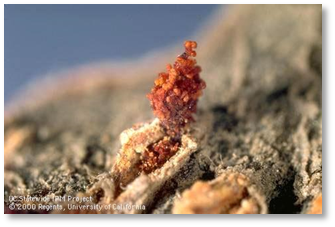 UC Statewide IPM Project
© 2000 Regents, University of California